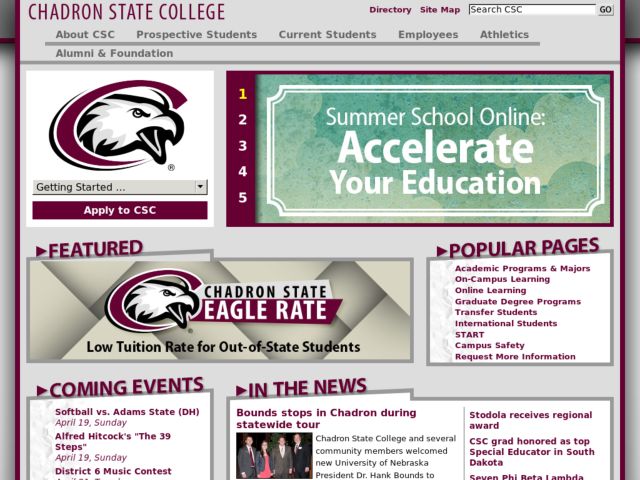 CHADRON STATE COLLEGE
Directory Site Map Search CSC GO
About CSC Prospective Students Current Students Employees Athletics
Alumni & Foundation
®
Getting Started ...
Apply to CSC
1
2
3
4
5
Summer School Online:
Accelerate
Your Education
FEATURED
CHADRON STATE
EAGLE RATE
Low Tuition Rate for Out-of-State Students
POPULAR PAGES
Academic Programs & Majors
On-Campus Learning
Online Learning
Graduate Degree Programs
Transfer Students
International Students
START
Campus Safety
Request More Information
COMING EVENTS
Softball vs. Adams State (DH)
April 19, Sunday
Alfred Hitcock's "The 39
Steps"
April 19, Sunday
District 6 Music Contest
IN THE NEWS
Bounds stops in Chadron during
statewide tour
Chadron State College and several
community members welcomed
new University of Nebraska
President Dr. Hank Bounds to
Stodola receives regional
award
CSC grad honored as top
Special Educator in South
Dakota
Seven Phi Beta Lambda